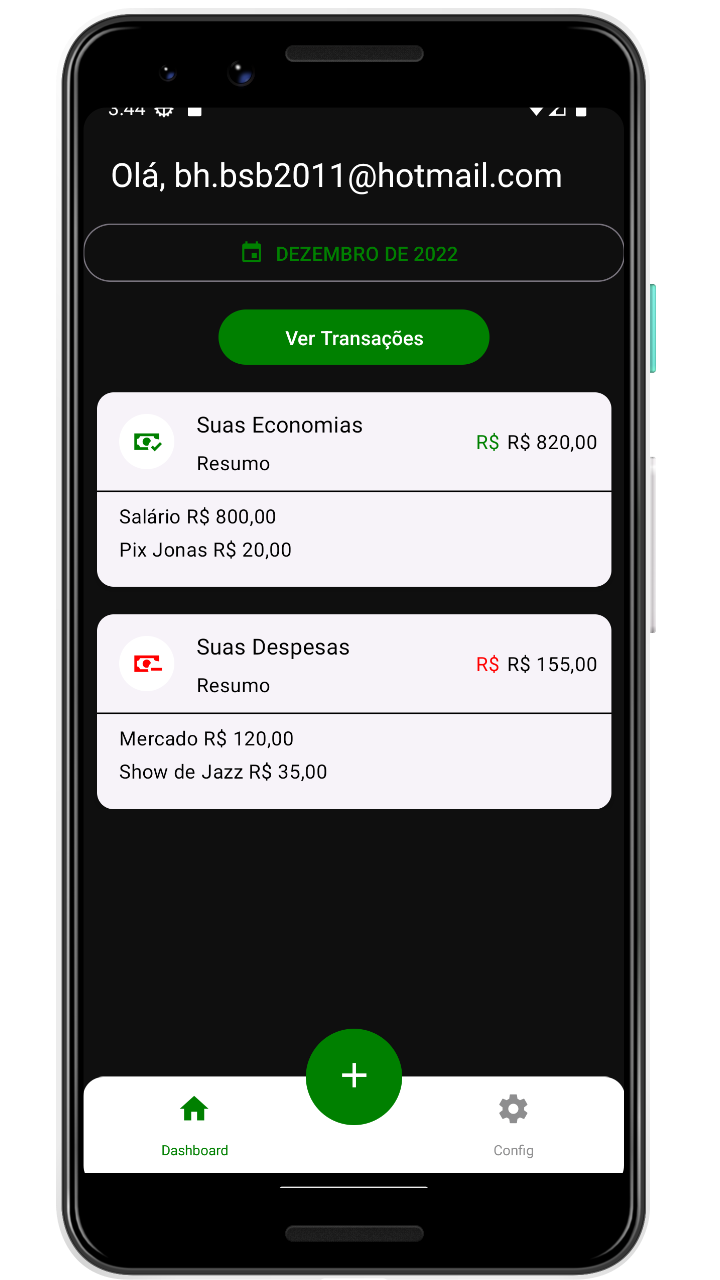 3:44
Olá, bh.bsb2011@hotmail.com
DEZEMBRO DE 2022
Ver Transações
Suas Economias
R$ R$ 820,00
Resumo
Salário R$ 800,00
Pix Jonas R$ 20,00
Suas Despesas
R$ R$ 155,00
Resumo
Mercado R$ 120,00
Show de Jazz R$ 35,00
+
Dashboard
Config